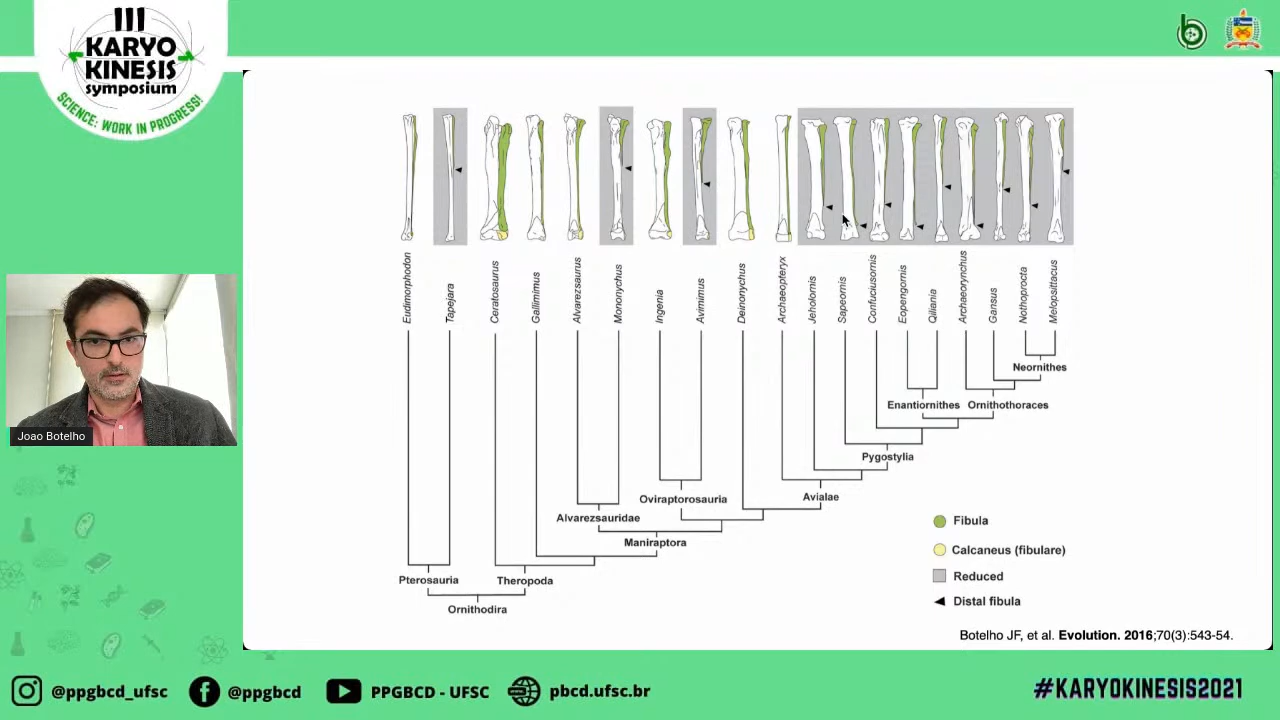 III
KARYO
KINESIS
symposium
SCIENCE: WORK IN PROGRESS!
b
Joao Botelho
Eudimorphodon
Tapejara
Ceratosaurus
Gallimimus
Alvarezsaurus
Mononychus
Ingenia
Avimimus
Deinonychus
Archaeopteryx
Jeholornis
Sapeornis
Confuciusornis
Eopengornis
Qiliania
Archaeorynchus
Gansus
Nothoprocta
Melopsittacus
Neornithes
Enantiornithes
Ornithothoraces
Pygostylia
Avialae
Oviraptorosauria
Alvarezsauridae
Maniraptora
Pterosauria
Theropoda
Ornithodira
Fibula
Calcaneus (fibulare)
Reduced
Distal fibula
Botelho JF, et al. Evolution. 2016;70(3):543-54.
@ppgbcd_ufsc
@ppgbcd
PPGBCD - UFSC
pbcd.ufsc.br
#KARYOKINESIS2021